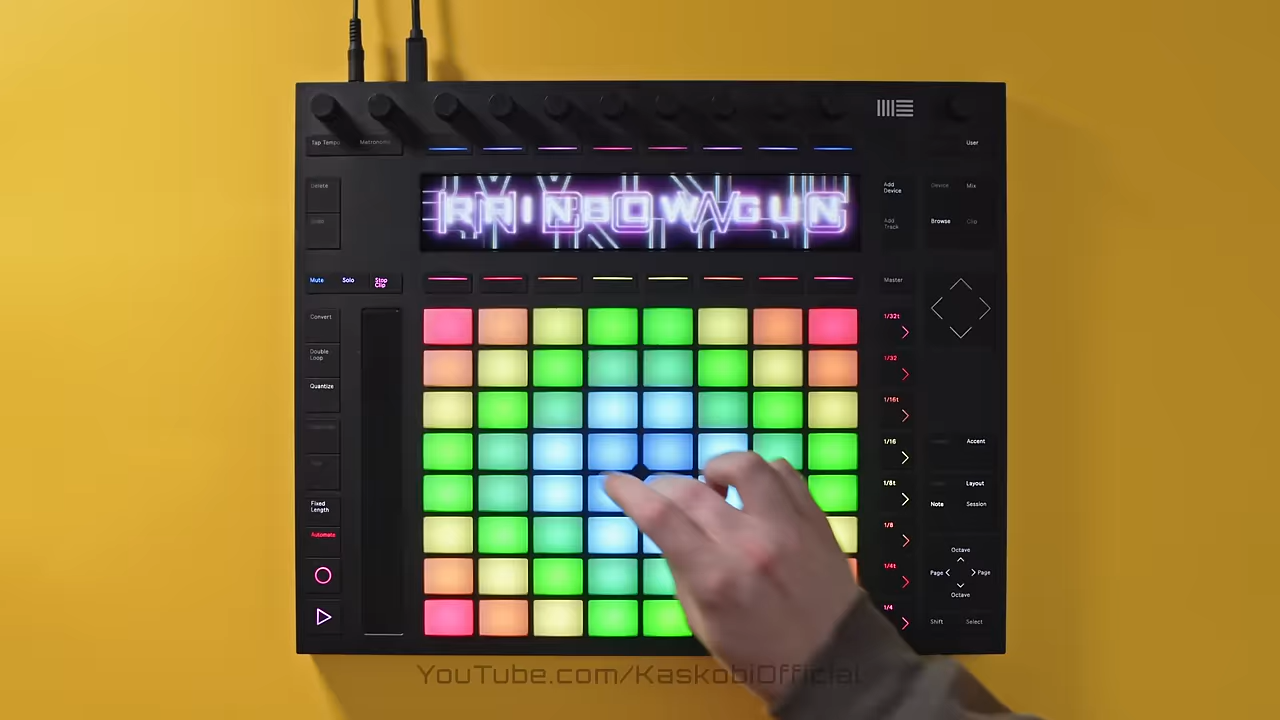 Tap Tempo Metronome
User
Delete
Add Device
Device Mix
Undo
Add Track
Browse Clip
RAINBOW GUN
Mute Solo Stop Clip
Master
Convert
1/32t
Double Loop
1/32
Quantize
1/16t
1/16
Accent
1/8t
Layout
Fixed Length
Note Session
1/8
Automate
Octave
1/4t
Page Page
Octave
1/4
Shift Select
YouTube.com/KaskobiOfficial